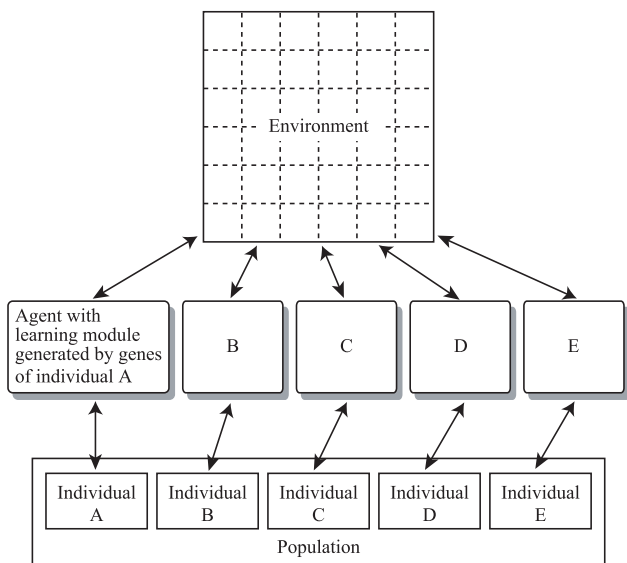 Environment
Agent with
learning module
generated by genes
of individual A
B
C
D
E
Individual
A
Individual
B
Individual
C
Individual
D
Individual
E
Population